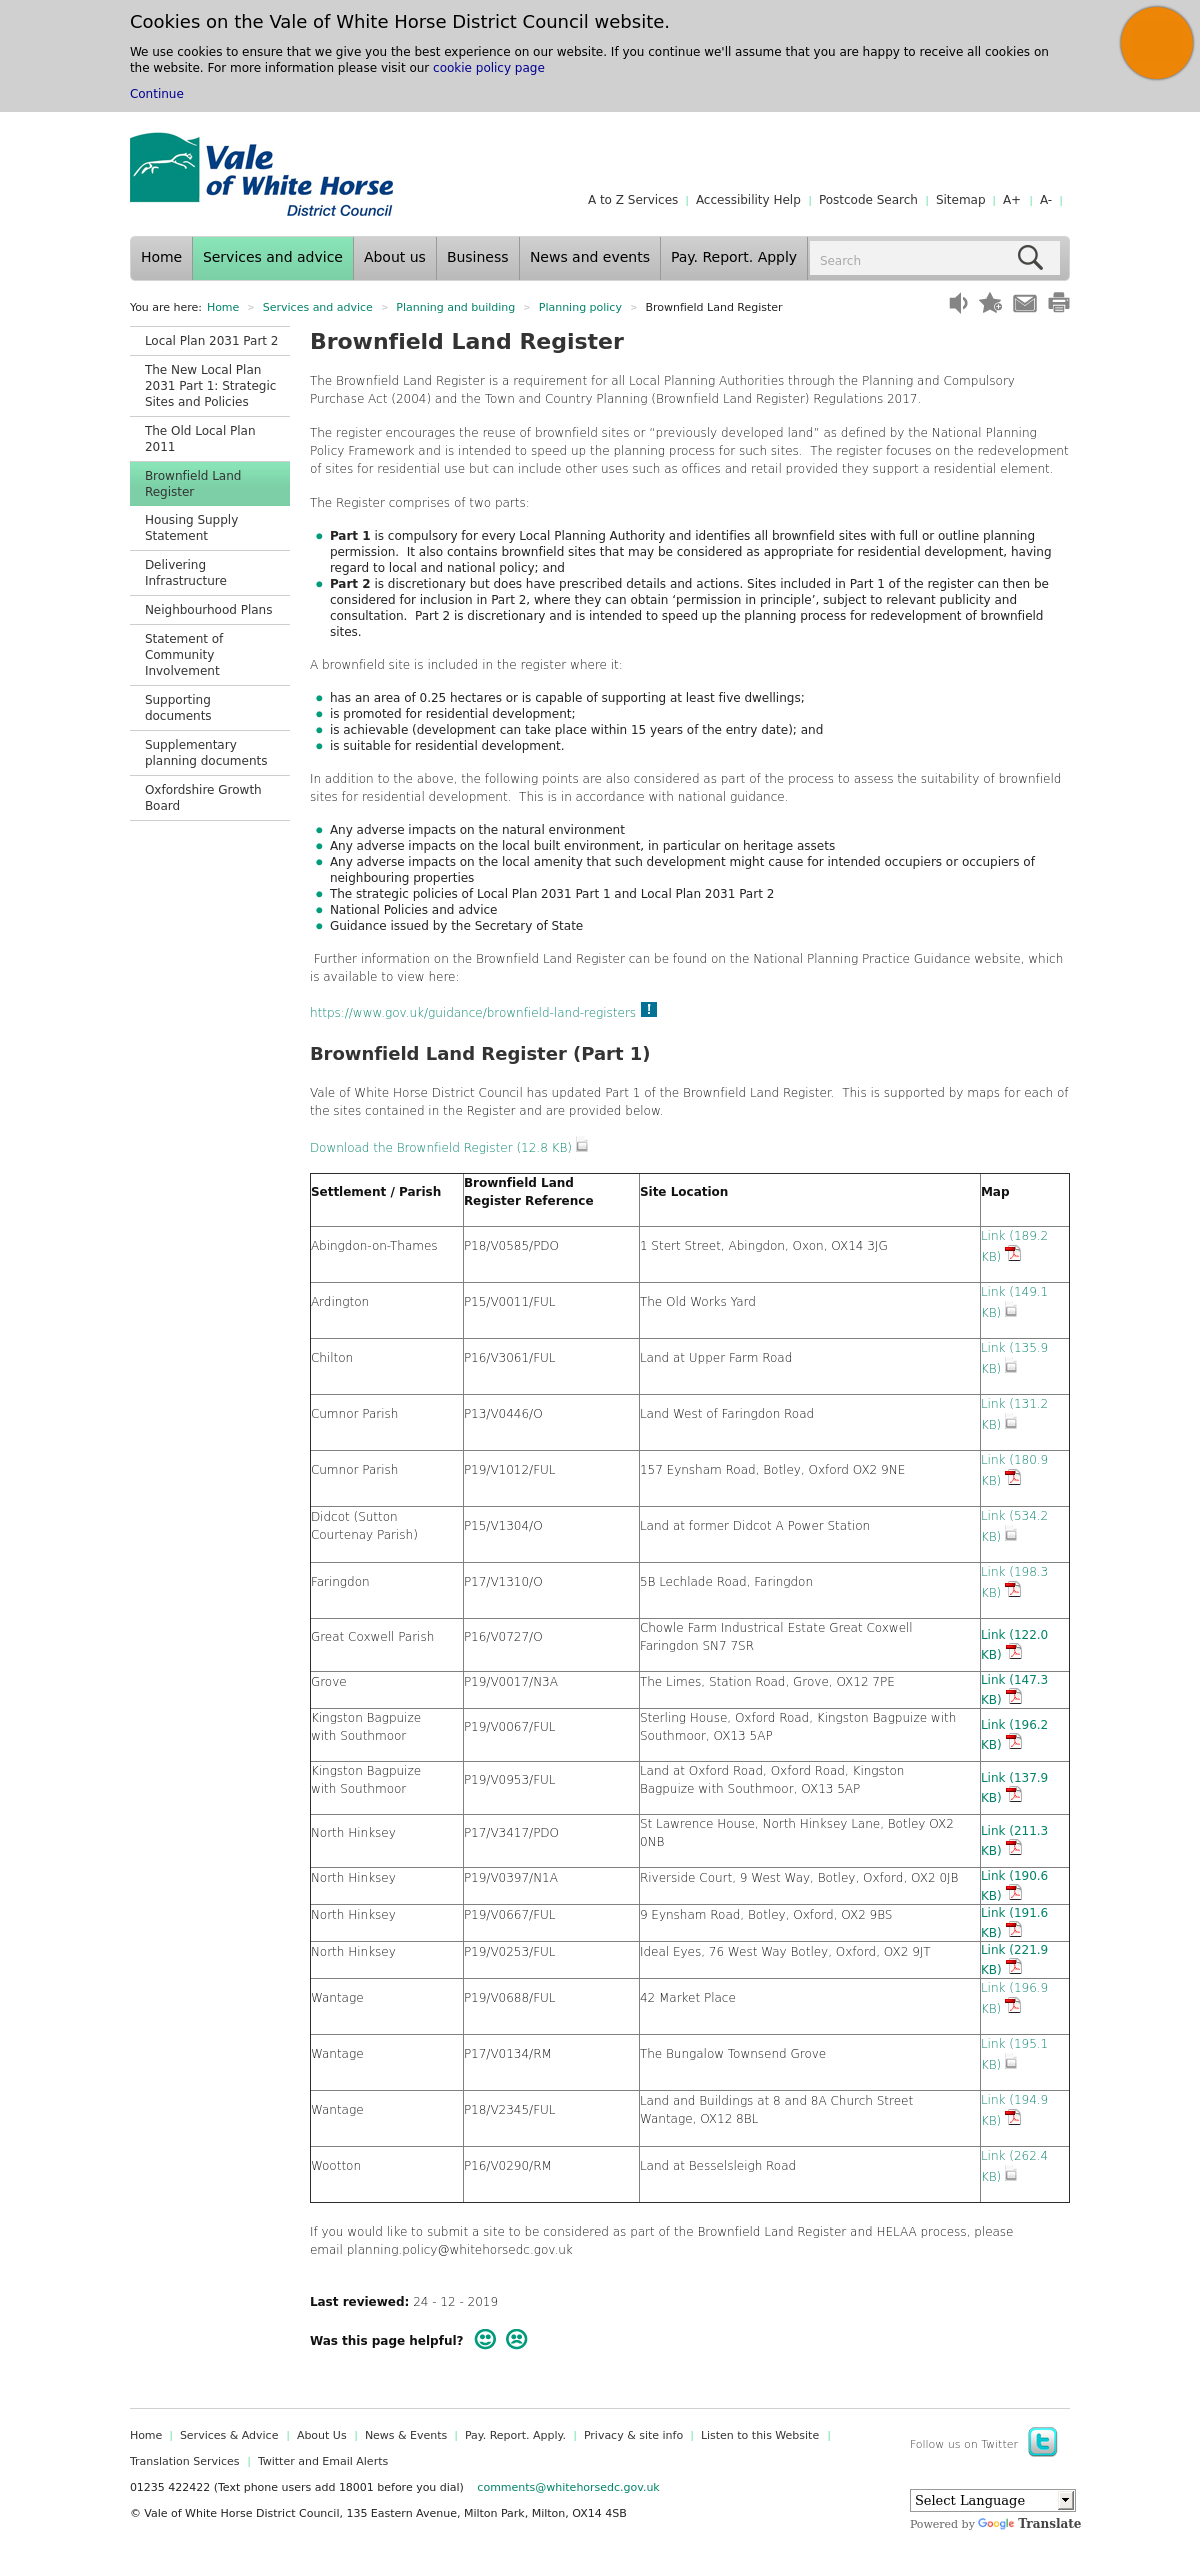 Cookies on the Vale of White Horse District Council website.
We use cookies to ensure that we give you the best experience on our website. If you continue we'll assume that you are happy to receive all cookies on
the website. For more information please visit our cookie policy page
Continue
Vale
of White Horse
District Council
A to Z Services | Accessibility Help | Postcode Search | Sitemap | A+ | A- |
Home Services and advice About us Business News and events Pay. Report. Apply Search
You are here: Home > Services and advice > Planning and building > Planning policy > Brownfield Land Register
Local Plan 2031 Part 2
The New Local Plan
2031 Part 1: Strategic
Sites and Policies
The Old Local Plan
2011
Brownfield Land
Register
Housing Supply
Statement
Delivering
Infrastructure
Neighbourhood Plans
Statement of
Community
Involvement
Supporting
documents
Supplementary
planning documents
Oxfordshire Growth
Board
Brownfield Land Register
The Brownfield Land Register is a requirement for all Local Planning Authorities through the Planning and Compulsory
Purchase Act (2004) and the Town and Country Planning (Brownfield Land Register) Regulations 2017.
The register encourages the reuse of brownfield sites or “previously developed land” as defined by the National Planning
Policy Framework and is intended to speed up the planning process for such sites.  The register focuses on the redevelopment
of sites for residential use but can include other uses such as offices and retail provided they support a residential element.
The Register comprises of two parts:
Part 1 is compulsory for every Local Planning Authority and identifies all brownfield sites with full or outline planning
permission.  It also contains brownfield sites that may be considered as appropriate for residential development, having
regard to local and national policy; and
Part 2 is discretionary but does have prescribed details and actions. Sites included in Part 1 of the register can then be
considered for inclusion in Part 2, where they can obtain ‘permission in principle’, subject to relevant publicity and
consultation.  Part 2 is discretionary and is intended to speed up the planning process for redevelopment of brownfield
sites.
A brownfield site is included in the register where it:
has an area of 0.25 hectares or is capable of supporting at least five dwellings;
is promoted for residential development;
is achievable (development can take place within 15 years of the entry date); and
is suitable for residential development.
In addition to the above, the following points are also considered as part of the process to assess the suitability of brownfield
sites for residential development.  This is in accordance with national guidance.
Any adverse impacts on the natural environment
Any adverse impacts on the local built environment, in particular on heritage assets
Any adverse impacts on the local amenity that such development might cause for intended occupiers or occupiers of
neighbouring properties
The strategic policies of Local Plan 2031 Part 1 and Local Plan 2031 Part 2
National Policies and advice
Guidance issued by the Secretary of State
Further information on the Brownfield Land Register can be found on the National Planning Practice Guidance website, which
is available to view here:
https://www.gov.uk/guidance/brownfield-land-registers !
Brownfield Land Register (Part 1)
Vale of White Horse District Council has updated Part 1 of the Brownfield Land Register.  This is supported by maps for each of
the sites contained in the Register and are provided below.
Download the Brownfield Register (12.8 KB)
Settlement / Parish
Brownfield Land
Register Reference
Site Location
Map
Abingdon-on-Thames P18/V0585/PDO 1 Stert Street, Abingdon, Oxon, OX14 3JG
Link (189.2
KB)
Ardington P15/V0011/FUL The Old Works Yard
Link (149.1
KB)
Chilton P16/V3061/FUL Land at Upper Farm Road
Link (135.9
KB)
Cumnor Parish P13/V0446/O Land West of Faringdon Road
Link (131.2
KB)
Cumnor Parish P19/V1012/FUL 157 Eynsham Road, Botley, Oxford OX2 9NE
Link (180.9
KB)
Didcot (Sutton
Courtenay Parish)
P15/V1304/O Land at former Didcot A Power Station
Link (534.2
KB)
Faringdon P17/V1310/O 5B Lechlade Road, Faringdon
Link (198.3
KB)
Great Coxwell Parish P16/V0727/O
Chowle Farm Industrical Estate Great Coxwell
Faringdon SN7 7SR
Link (122.0
KB)
Grove P19/V0017/N3A The Limes, Station Road, Grove, OX12 7PE
Link (147.3
KB)
Kingston Bagpuize
with Southmoor
P19/V0067/FUL
Sterling House, Oxford Road, Kingston Bagpuize with
Southmoor, OX13 5AP
Link (196.2
KB)
Kingston Bagpuize
with Southmoor
P19/V0953/FUL
Land at Oxford Road, Oxford Road, Kingston
Bagpuize with Southmoor, OX13 5AP
Link (137.9
KB)
North Hinksey P17/V3417/PDO
St Lawrence House, North Hinksey Lane, Botley OX2
0NB
Link (211.3
KB)
North Hinksey P19/V0397/N1A Riverside Court, 9 West Way, Botley, Oxford, OX2 0JB
Link (190.6
KB)
North Hinksey P19/V0667/FUL 9 Eynsham Road, Botley, Oxford, OX2 9BS
Link (191.6
KB)
North Hinksey P19/V0253/FUL Ideal Eyes, 76 West Way Botley, Oxford, OX2 9JT
Link (221.9
KB)
Wantage P19/V0688/FUL 42 Market Place
Link (196.9
KB)
Wantage P17/V0134/RM The Bungalow Townsend Grove
Link (195.1
KB)
Wantage P18/V2345/FUL
Land and Buildings at 8 and 8A Church Street
Wantage, OX12 8BL
Link (194.9
KB)
Wootton P16/V0290/RM Land at Besselsleigh Road
Link (262.4
KB)
If you would like to submit a site to be considered as part of the Brownfield Land Register and HELAA process, please
email planning.policy@whitehorsedc.gov.uk
Last reviewed: 24 - 12 - 2019
Was this page helpful?
Home | Services & Advice | About Us | News & Events | Pay. Report. Apply. | Privacy & site info | Listen to this Website |
Translation Services | Twitter and Email Alerts
01235 422422 (Text phone users add 18001 before you dial) comments@whitehorsedc.gov.uk
© Vale of White Horse District Council, 135 Eastern Avenue, Milton Park, Milton, OX14 4SB
Follow us on Twitter
Select Language
Powered by Google Translate